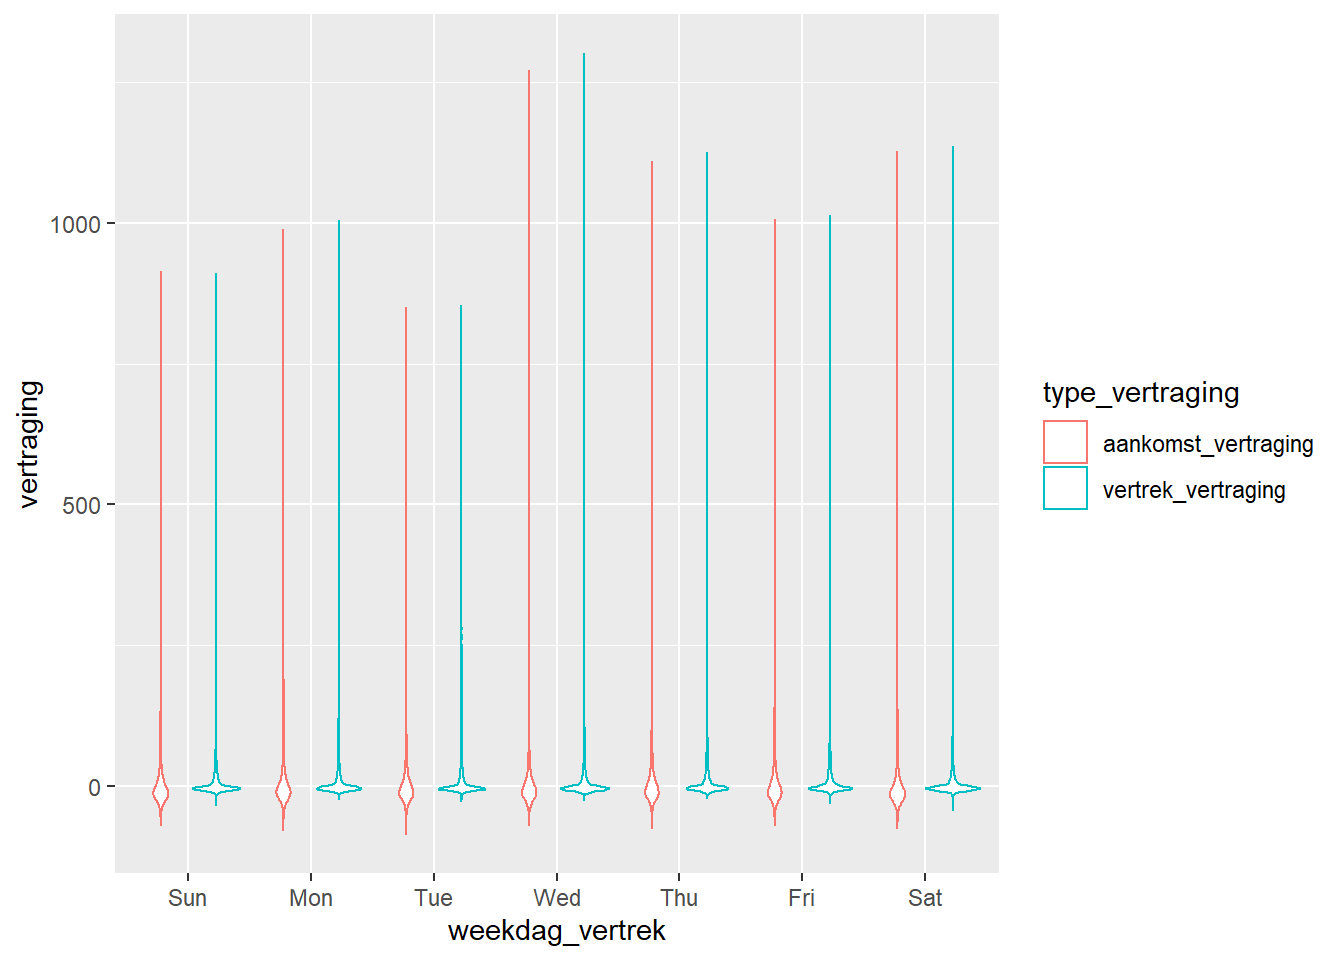 1000
500
0
vertraging
Sun Mon Tue Wed Thu Fri Sat
weekdag_vertrek
type_vertraging
aankomst_vertraging
vertrek_vertraging